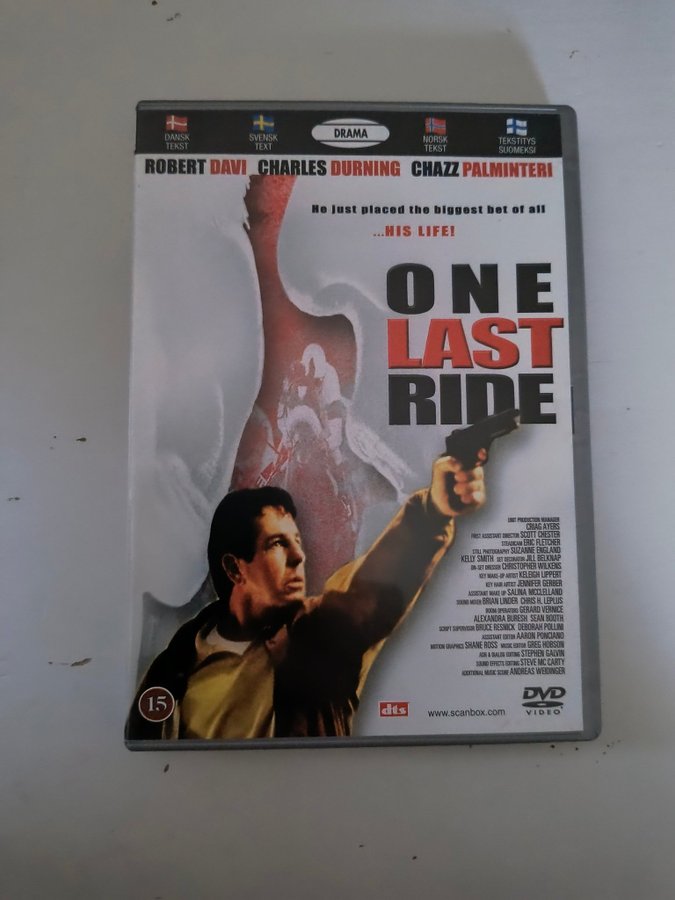 DANSK
TEKST
SVENSK
TEXT
DRAMA
NORSK
TEKST
TEKSTITYS
SUOMEKSI
ROBERT DAVI CHARLES DURNING CHAZZ PALMINTERI
He just placed the biggest bet of all
...HIS LIFE!
ONE
LAST
RIDE
UNIT PRODUCTION MANAGER
CRIAG AYERS
FIRST ASSISTANT DIRECTOR SCOTT CHESTER
STEADICAM ERIC FLETCHER
STILL PHOTOGRAPHY SUZANNE ENGLAND
KELLY SMITH SET DECORATOR JILL BELKNAP
ON-SET DRESSER CHRISTOPHER WILKENS
KEY MAKE-UP ARTIST KELEIGH LIPPERT
KEY HAIR ARTIST JENNIFER GERBER
ASSISTANT MAKE UP SALINA MCCLELLAND
SOUND MIXER BRIAN LINDER CHRIS H. LEPLUS
BOOM OPERATORS GERARD VERNICE
ALEXANDRA BURESH SEAN BOOTH
SCRIPT SUPERVISOR BRUCE RESNICK DEBORAH POLLINI
ASSISTANT EDITOR AARON PONCIANO
MOTION GRAPHICS SHANE ROSS MUSIC EDITOR GREG HOBSON
ADR & DIALOG EDITING STEPHEN GALVIN
SOUND EFFECTS EDITING STEVE MC CARTY
ADDITIONAL MUSIC SCORE ANDREAS WEIDINGER
15
dts
www.scanbox.com
DVD
VIDEO